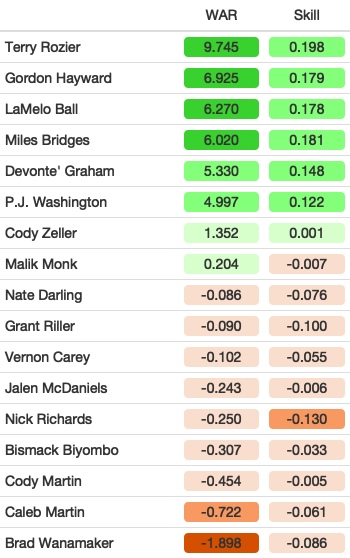 WAR Skill
Terry Rozier 9.745 0.198
Gordon Hayward 6.925 0.179
LaMelo Ball 6.270 0.178
Miles Bridges 6.020 0.181
Devonte' Graham 5.330 0.148
P.J. Washington 4.997 0.122
Cody Zeller 1.352 0.001
Malik Monk 0.204 -0.007
Nate Darling -0.086 -0.076
Grant Riller -0.090 -0.100
Vernon Carey -0.102 -0.055
Jalen McDaniels -0.243 -0.006
Nick Richards -0.250 -0.130
Bismack Biyombo -0.307 -0.033
Cody Martin -0.454 -0.005
Caleb Martin -0.722 -0.061
Brad Wanamaker -1.898 -0.086